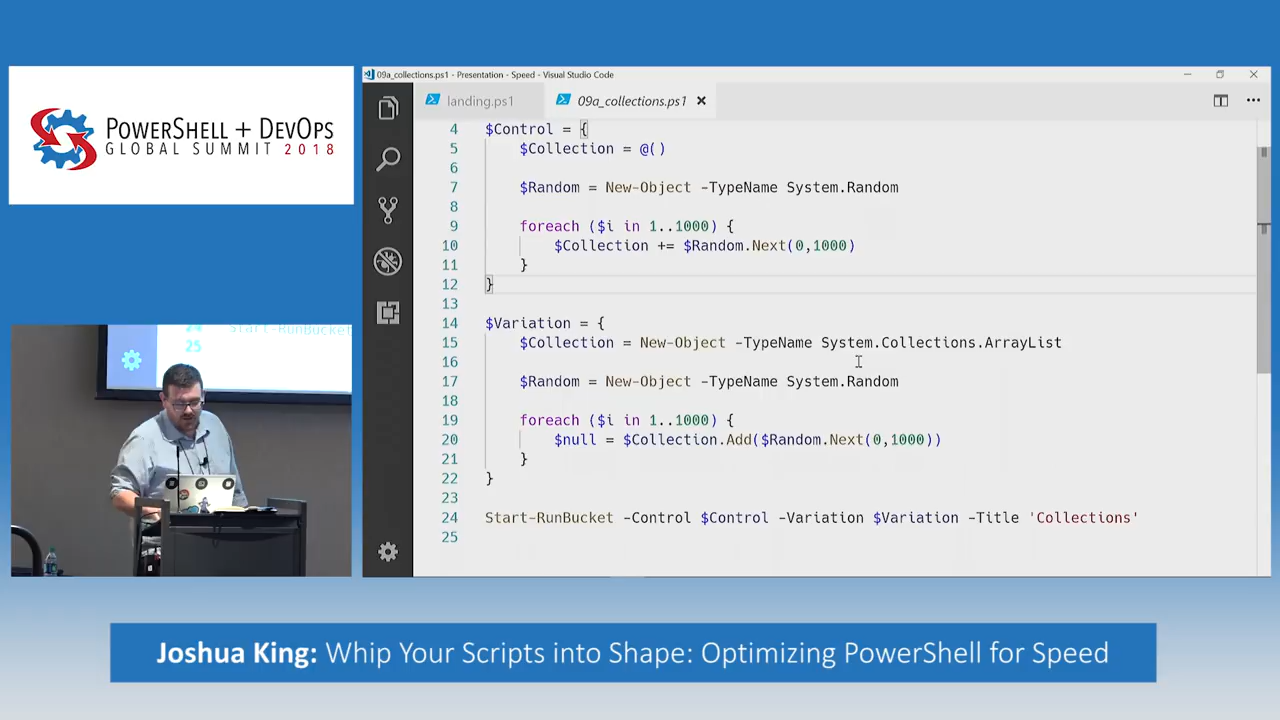 POWERSHELL + DEVOPS
GLOBAL SUMMIT 2018
09a_collections.ps1 - Presentation - Speed - Visual Studio Code
landing.ps1
09a_collections.ps1
4 $Control = {
5 $Collection = @()
6
7 $Random = New-Object -TypeName System.Random
8
9 foreach ($i in 1..1000) {
10 $Collection += $Random.Next(0,1000)
11 }
12 }
13
14 $Variation = {
15 $Collection = New-Object -TypeName System.Collections.ArrayList
16
17 $Random = New-Object -TypeName System.Random
18
19 foreach ($i in 1..1000) {
20 $null = $Collection.Add($Random.Next(0,1000))
21 }
22 }
23
24 Start-RunBucket -Control $Control -Variation $Variation -Title 'Collections'
25
24 Start-RunBucket
25
Joshua King: Whip Your Scripts into Shape: Optimizing PowerShell for Speed